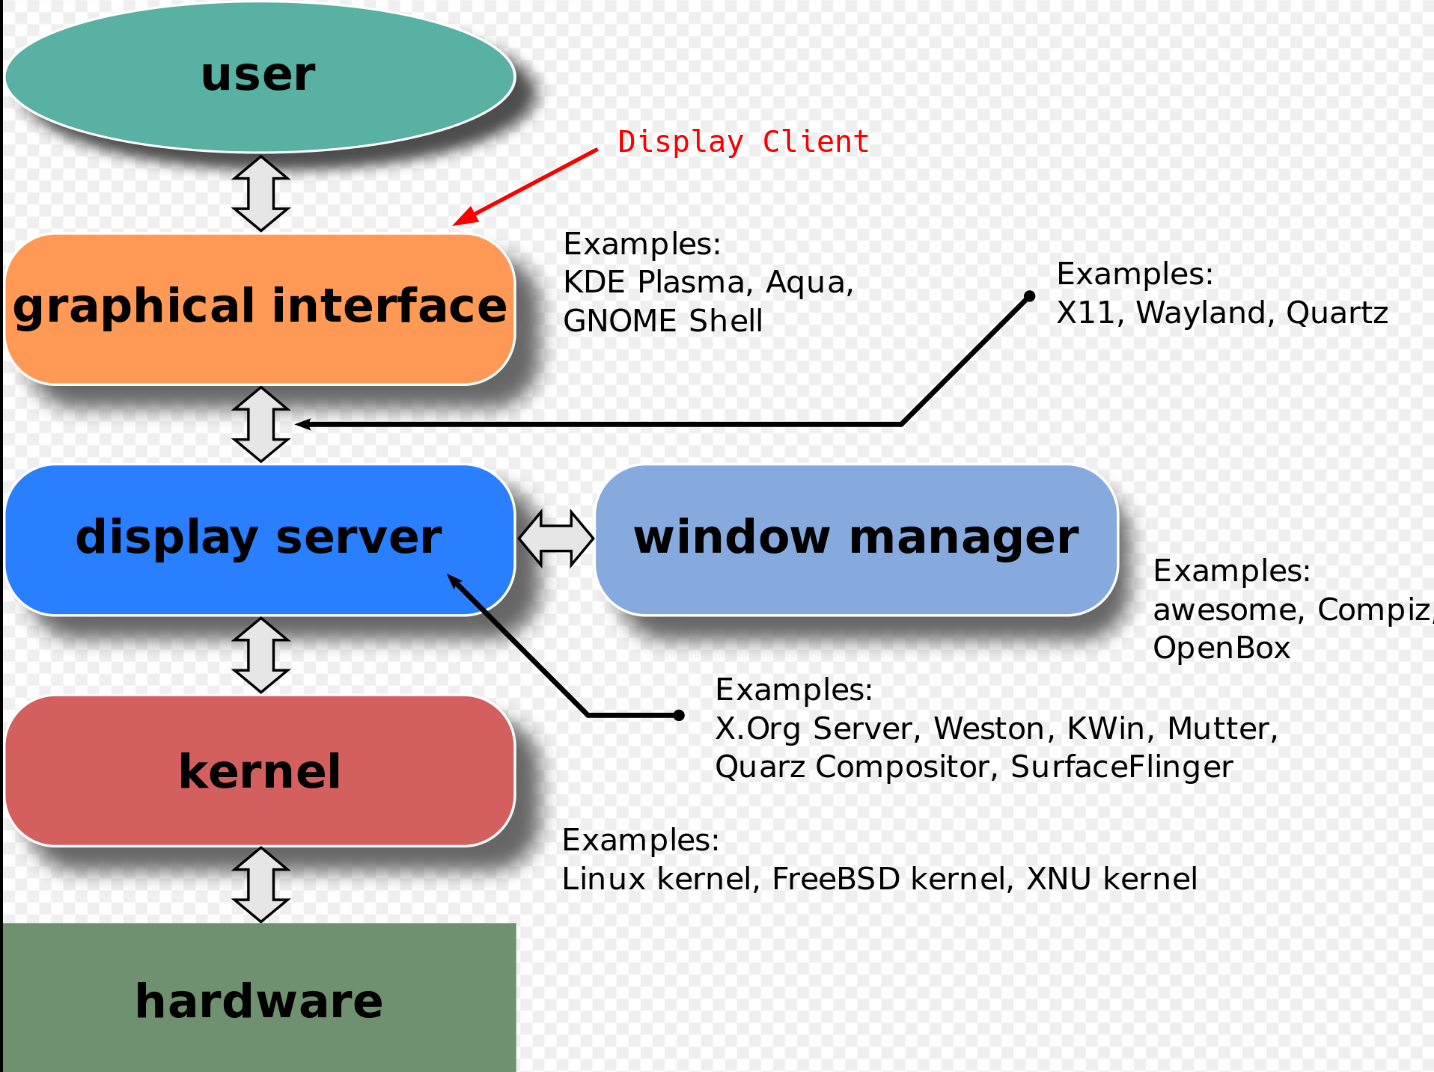 user
Display Client
graphical interface
Examples:
KDE Plasma, Aqua,
GNOME Shell
Examples:
X11, Wayland, Quartz
display server
window manager
Examples:
awesome, Compiz,
OpenBox
Examples:
X.Org Server, Weston, KWin, Mutter,
Quarz Compositor, SurfaceFlinger
kernel
Examples:
Linux kernel, FreeBSD kernel, XNU kernel
hardware